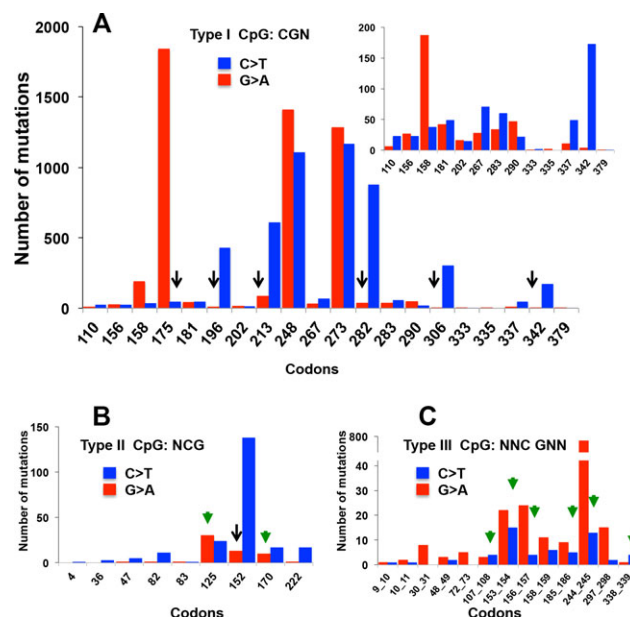 A
Type I CpG: CGN
C>T
G>A
Number of mutations
2000
1500
1000
500
0
110 156 158 175 181 196 202 213 248 267 273 282 283 290 306 333 335 337 342 379
Codons
200
150
100
50
0
110 156 158 181 202 267 283 290 333 335 337 342 379
B
Type II CpG: NCG
C>T
G>A
Number of mutations
150
100
50
0
4 36 47 82 83 125 152 170 222
Codons
C
Type III CpG: NNC GNN
C>T
G>A
Number of mutations
800
40
30
20
10
0
9_10 10_11 30_31 48_49 72_73 107_108 153_154 156_157 158_159 185_186 244_245 297_298 338_339
Codons